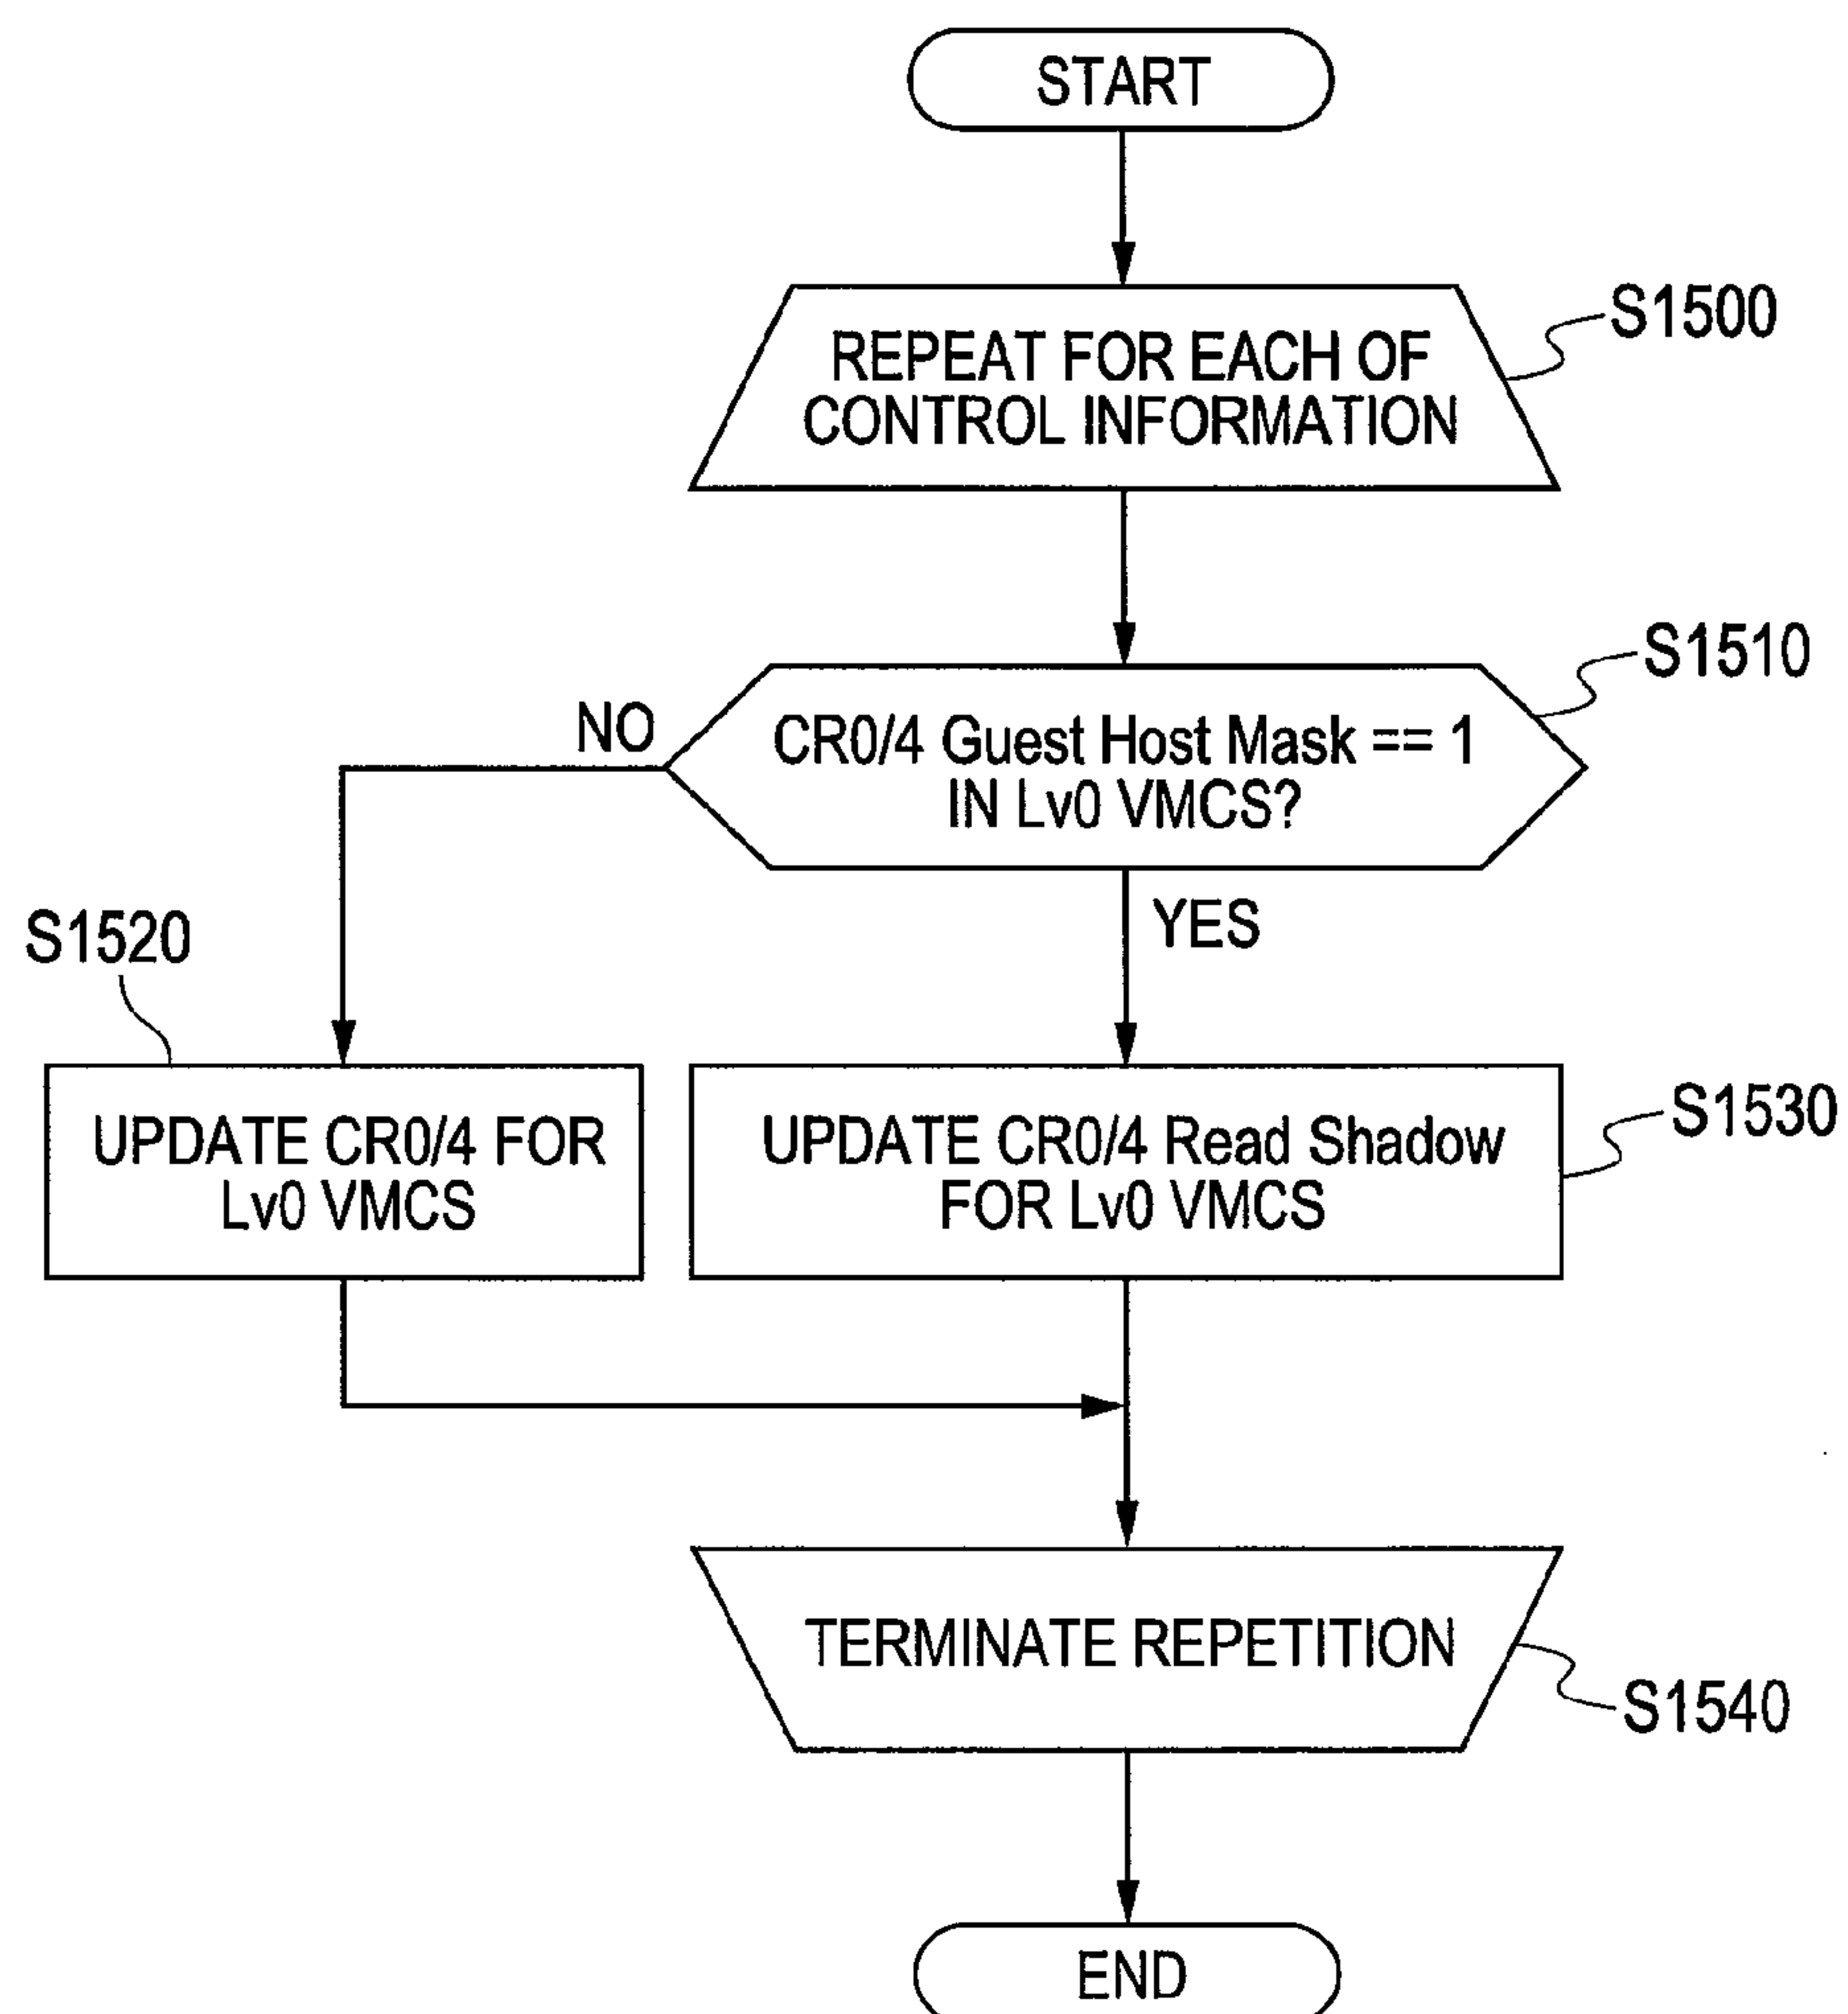 START
REPEAT FOR EACH OF
CONTROL INFORMATION
S1500
S1510
NO
CR0/4 Guest Host Mask == 1
IN Lv0 VMCS?
YES
S1520
UPDATE CR0/4 FOR
Lv0 VMCS
UPDATE CR0/4 Read Shadow
FOR Lv0 VMCS
S1530
TERMINATE REPETITION
S1540
END